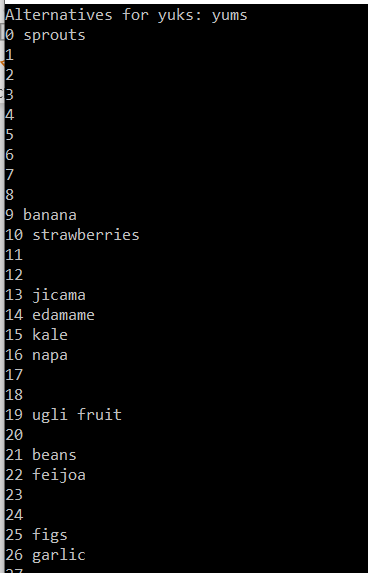 Alternatives for yuks: yums
0 sprouts
1
2
3
4
5
6
7
8
9 banana
10 strawberries
11
12
13 jicama
14 edamame
15 kale
16 napa
17
18
19 ugli fruit
20
21 beans
22 feijoa
23
24
25 figs
26 garlic